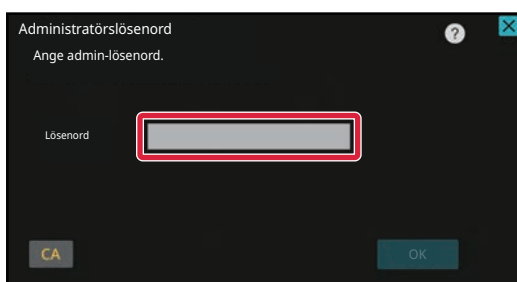 Administratörslösenord
?
Ange admin-lösenord.
Lösenord
CA
OK